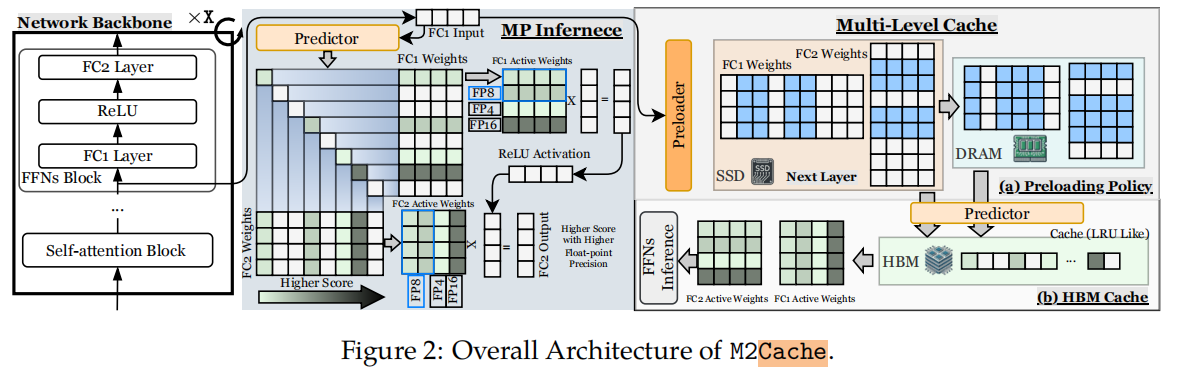 Network Backbone
×X
FC2 Layer
ReLU
FC1 Layer
FFNs Block
...
Self-attention Block
FC1 Input
MP Infernece
Predictor
FC1 Weights
FC1 Active Weights
FP8
FP4
FP16
X
=
ReLU Activation
FC2 Weights
FC2 Active Weights
X
=
FC2 Output
Higher Score
with Higher
Float-point
Precision
Higher Score
FP8
FP4
FP16
Multi-Level Cache
Preloader
FC2 Weights
FC1 Weights
SSD
SSD
Next Layer
DRAM
(a) Preloading Policy
Predictor
Cache (LRU Like)
HBM
...
(b) HBM Cache
FFNs
Inference
FC2 Active Weights
FC1 Active Weights
Figure 2: Overall Architecture of M2Cache.